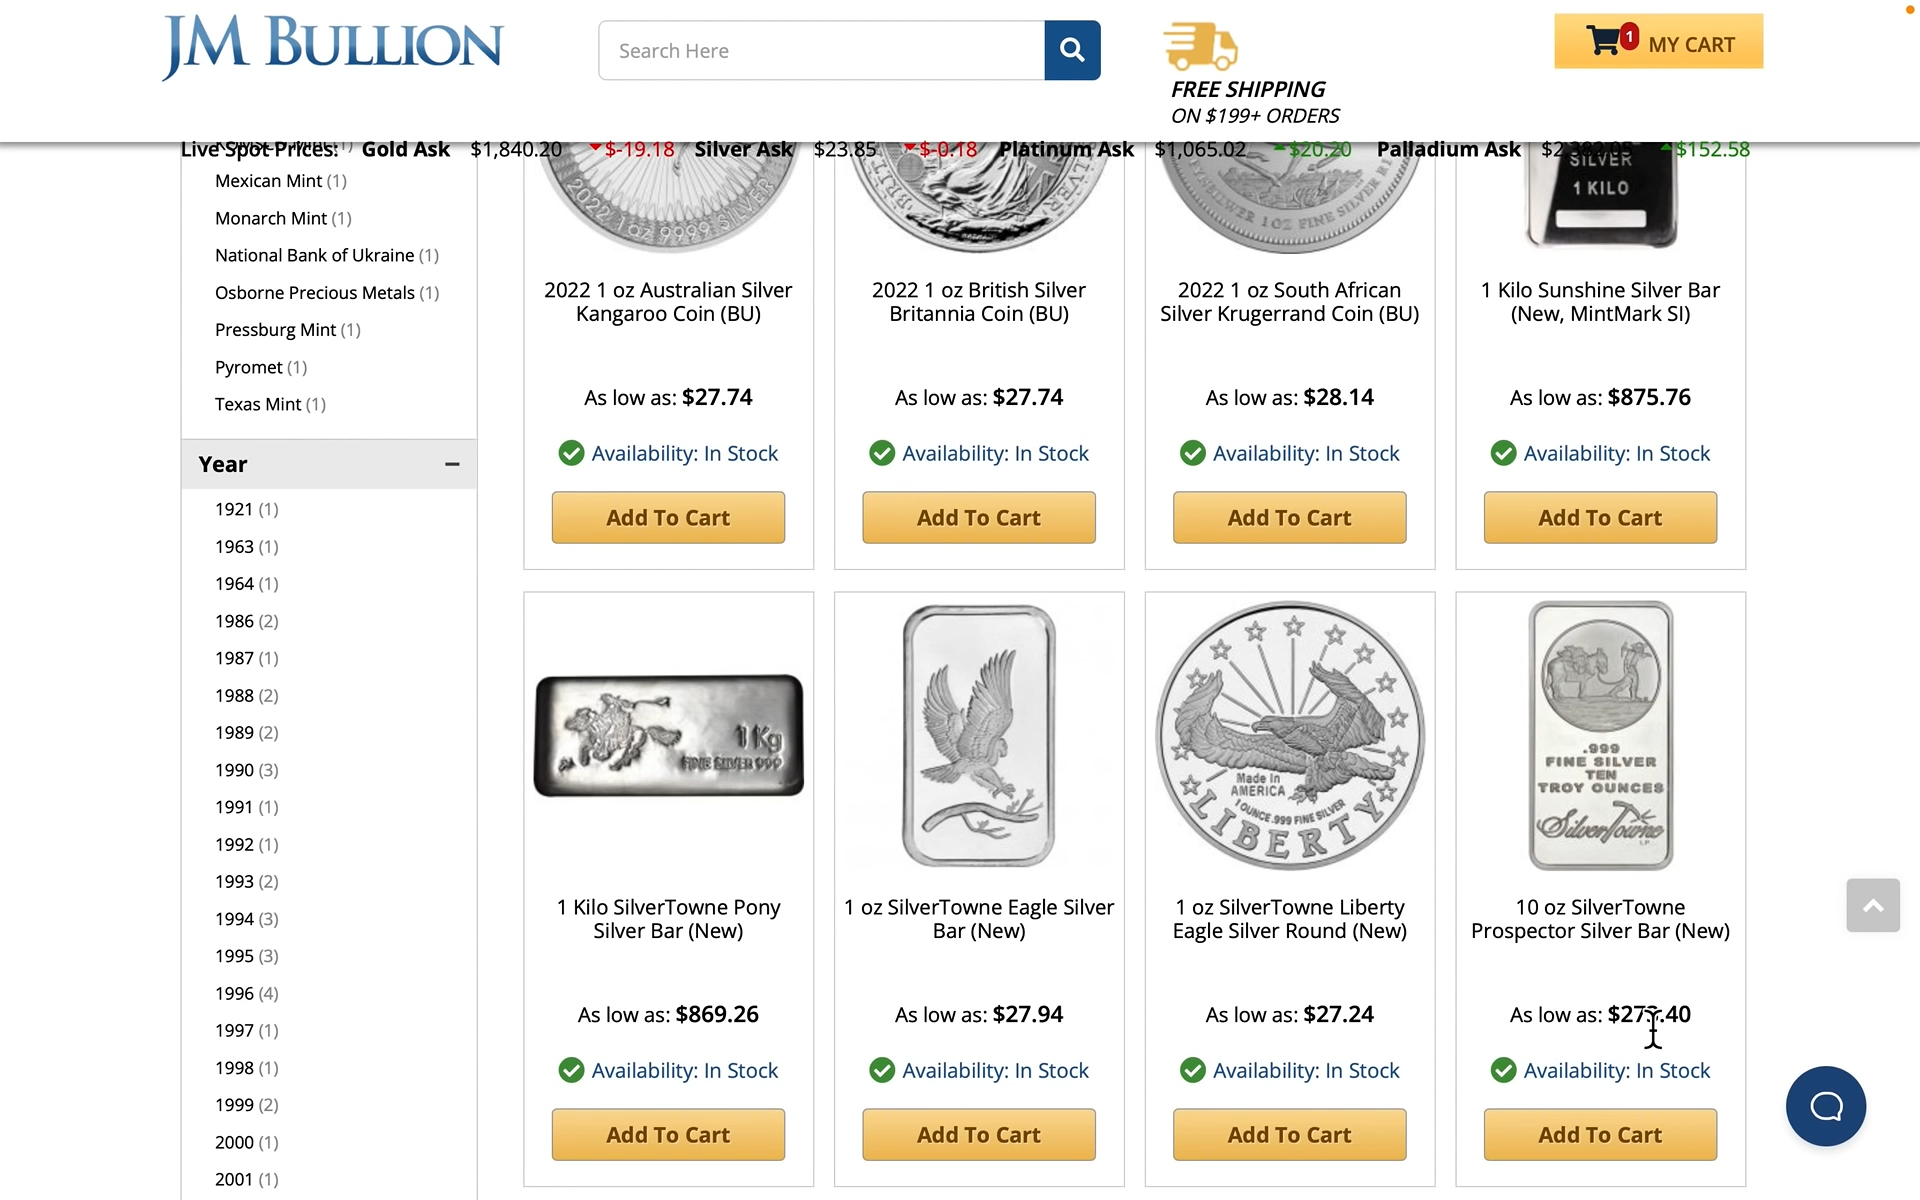 JM BULLION
Search Here
FREE SHIPPING
ON $199+ ORDERS
1
MY CART
Live Spot Prices: Gold Ask $1,840.20 $-19.18 Silver Ask $23.85 $-0.18 Platinum Ask $1,065.02 $20.20 Palladium Ask $152.58
Mexican Mint (1)
Monarch Mint (1)
National Bank of Ukraine (1)
Osborne Precious Metals (1)
Pressburg Mint (1)
Pyromet (1)
Texas Mint (1)
Year
1921 (1)
1963 (1)
1964 (1)
1986 (2)
1987 (1)
1988 (2)
1989 (2)
1990 (3)
1991 (1)
1992 (1)
1993 (2)
1994 (3)
1995 (3)
1996 (4)
1997 (1)
1998 (1)
1999 (2)
2000 (1)
2001 (1)
2022 1 oz 9999 SILVER
1 OZ FINE SILVER
SILVER
1 KILO
2022 1 oz Australian Silver
Kangaroo Coin (BU)
As low as: $27.74
Availability: In Stock
Add To Cart
2022 1 oz British Silver
Britannia Coin (BU)
As low as: $27.74
Availability: In Stock
Add To Cart
2022 1 oz South African
Silver Krugerrand Coin (BU)
As low as: $28.14
Availability: In Stock
Add To Cart
1 Kilo Sunshine Silver Bar
(New, MintMark SI)
As low as: $875.76
Availability: In Stock
Add To Cart
1 Kg
FINE SILVER 999
1 Kilo SilverTowne Pony
Silver Bar (New)
As low as: $869.26
Availability: In Stock
Add To Cart
1 oz SilverTowne Eagle Silver
Bar (New)
As low as: $27.94
Availability: In Stock
Add To Cart
Made In
AMERICA
1 OUNCE .999 FINE SILVER
LIBERTY
1 oz SilverTowne Liberty
Eagle Silver Round (New)
As low as: $27.24
Availability: In Stock
Add To Cart
.999
FINE SILVER
TEN
TROY OUNCES
SilverTowne
LP
10 oz SilverTowne
Prospector Silver Bar (New)
As low as:
Availability: In Stock
Add To Cart